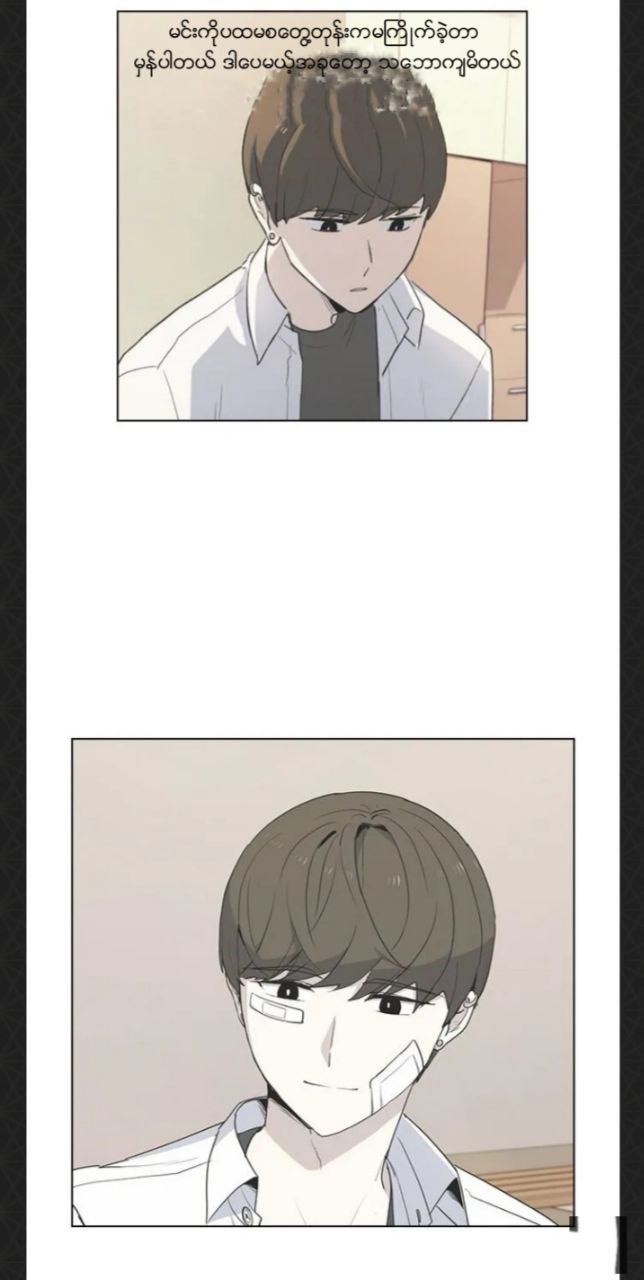 မင်းကိုပထမစတွေ့တုန်းကမကြိုက်ခဲ့တာ
မှန်ပါတယ် ဒါပေမယ့်အခုတော့ သဘောကျမိတယ်